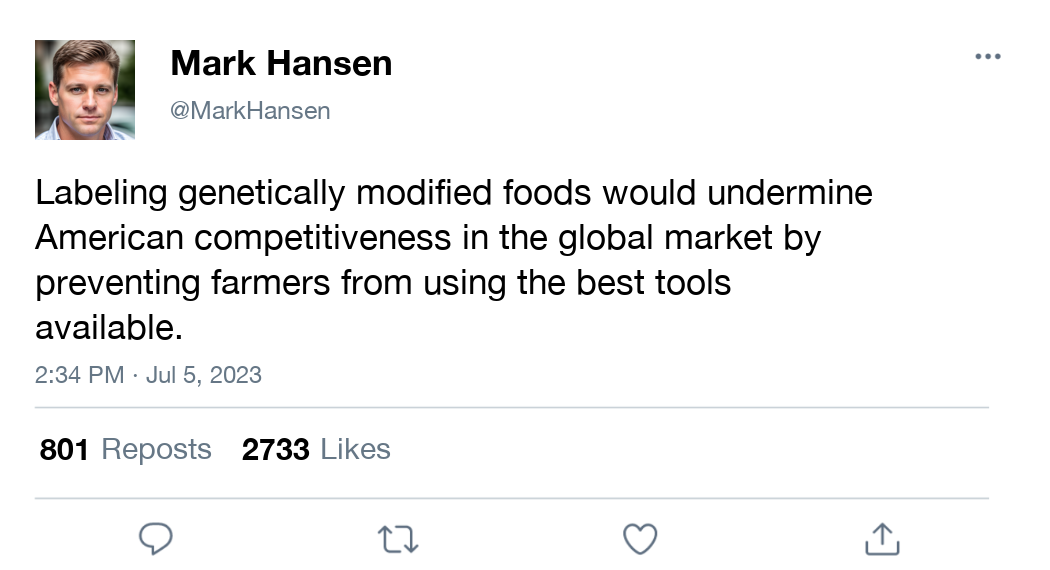 Mark Hansen
@MarkHansen
Labeling genetically modified foods would undermine
American competitiveness in the global market by
preventing farmers from using the best tools
available.
2:34 PM · Jul 5, 2023
801 Reposts 2733 Likes